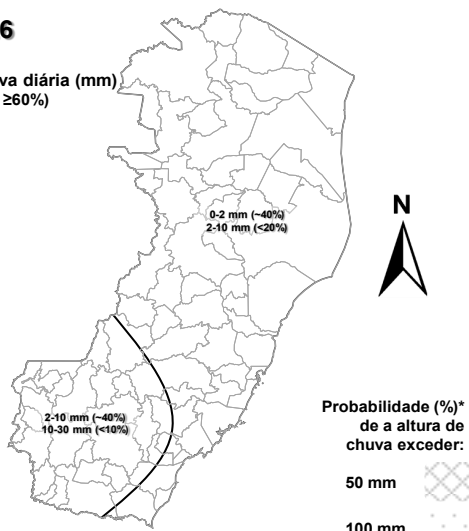 6
va diária (mm)
≥60%)
0-2 mm (~40%)
2-10 mm (<20%)
N
2-10 mm (~40%)
10-30 mm (<10%)
Probabilidade (%)*
de a altura de
chuva exceder:
50 mm
100 mm